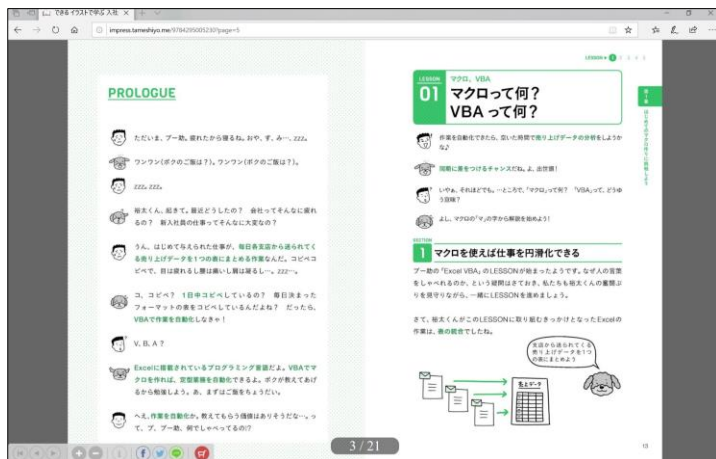 できる イラストで学ぶ 入社
impress.tameshiyo.me/9784295005230?page=5
PROLOGUE
ただいま、プー助。疲れたから寝るね。おや、す、み…、zzz。
ワンワン(ボクのご飯は?)。ワンワン(ボクのご飯は?)。
zzz。zzz。
裕太くん、起きて。最近どうしたの? 会社ってそんなに疲れ
るの? 新入社員の仕事ってそんなに大変なの?
うん、はじめて与えられた仕事が、毎日各支店から送られてく
る売り上げデータを1つの表にまとめる作業なんだ。コピペコ
ピペで、目は疲れるし腰は痛いし肩は凝るし…。zzz…。
コ、コピペ? 1日中コピペしているの? 毎日決まった
フォーマットの表をコピペしているんだよね? だったら、
VBAで作業を自動化しなきゃ!
V、B、A?
Excelに搭載されているプログラミング言語だよ。VBAでマ
クロを作れば、定型業務を自動化できるよ。ボクが教えてあげ
るから勉強しよう。あ、まずはご飯をちょうだい。
へえ、作業を自動化か。教えてもらう価値はありそうだな…。っ
て、プ、プー助、何でしゃべってるの!?
LESSON 1 2 3 4 5
LESSON
01
マクロ、VBA
マクロって何?
VBAって何?
作業を自動化できたら、空いた時間で売り上げデータの分析をしようか
な♪
同期に差をつけるチャンスだね。よ、出世頭!
いやぁ、それほどでも。…ところで、「マクロ」って何? 「VBA」って、どうゆ
う意味?
よし、マクロの「マ」の字から解説を始めよう!
SECTION
1 マクロを使えば仕事を円滑化できる
プー助の「Excel VBA」のLESSONが始まったようです。なぜ人の言葉
をしゃべれるのか、という疑問はさておき、私たちも裕太くんの奮闘ぶ
りを見守りながら、一緒にLESSONを進めましょう。
さて、裕太くんがこのLESSONに取り組むきっかけとなったExcelの
作業は、表の統合でしたね。
支店から送られてくる
売り上げデータを1つ
の表にまとめよう
売上データ
第1章 はじめてのマクロ作りに挑戦しよう
3 / 21
13